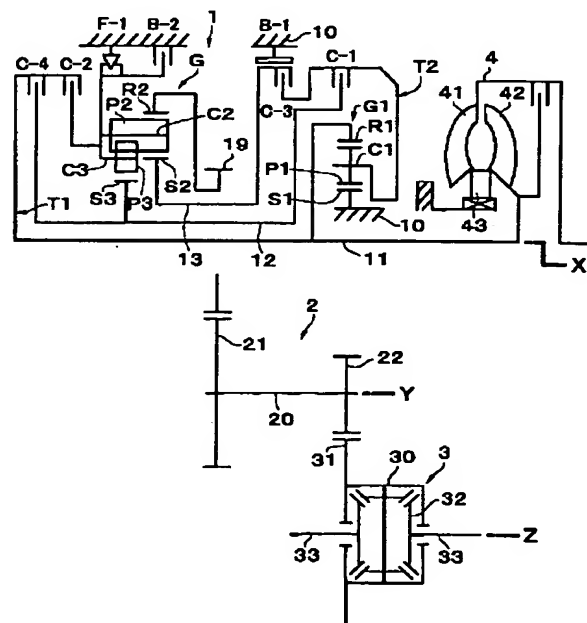 F-1 B-2 1 B-1 10 C-1
C-4 C-2 G T2 4
R2 C-3 G1 41 42
P2 C2 R1
19 C1
C3 P1
S2 S1
S3 P3 10 43
T1
13 12 11 X
2
21 22
Y
20
31 30 3
32
Z
33 33